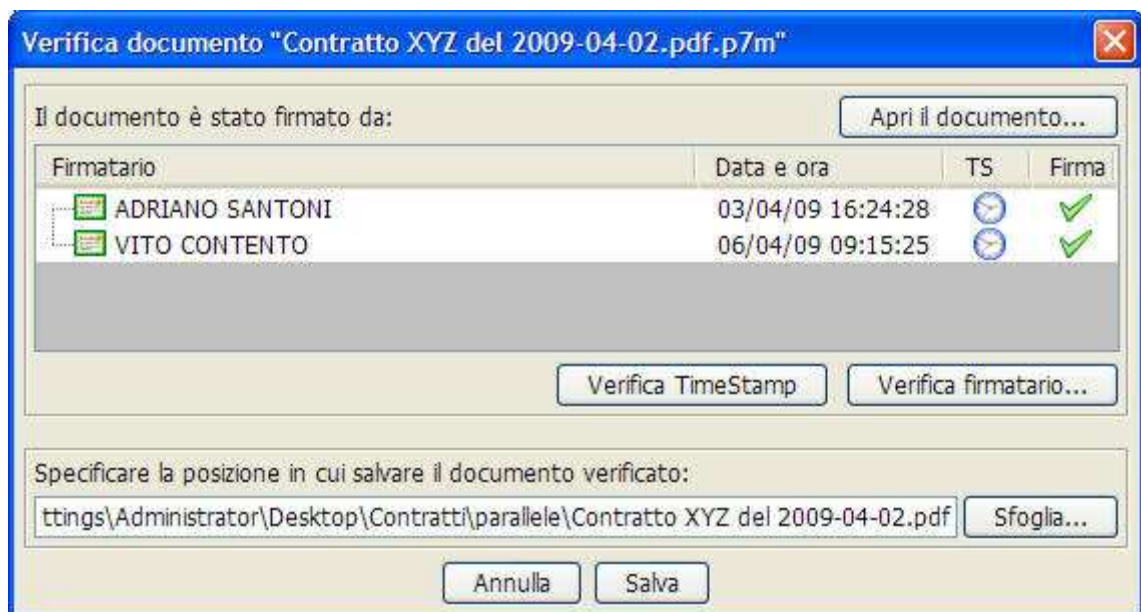 Verifica documento "Contratto XYZ del 2009-04-02.pdf.p7m"
Il documento è stato firmato da:
Apri il documento...
Firmatario Data e ora TS Firma
ADRIANO SANTONI 03/04/09 16:24:28
VITO CONTENTO 06/04/09 09:15:25
Verifica TimeStamp Verifica firmatario...
Specificare la posizione in cui salvare il documento verificato:
ttings\Administrator\Desktop\Contratti\parallele\Contratto XYZ del 2009-04-02.pdf Sfoglia...
Annulla Salva